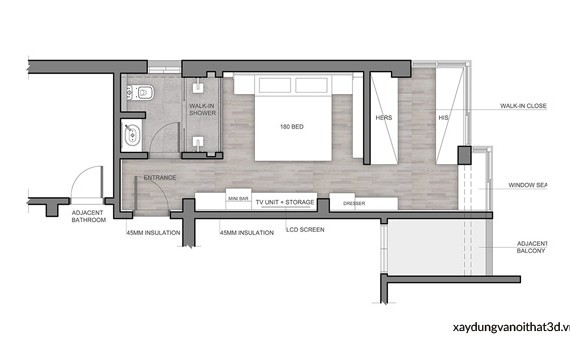 WALK-IN
SHOWER
180 BED
HERS
HIS
WALK-IN CLOSE
ENTRANCE
MINI BAR
TV UNIT + STORAGE
DRESSER
WINDOW SEA
ADJACENT
BATHROOM
45MM INSULATION
45MM INSULATION
LCD SCREEN
ADJACENT
BALCONY
xaydungvanoithat3d.v